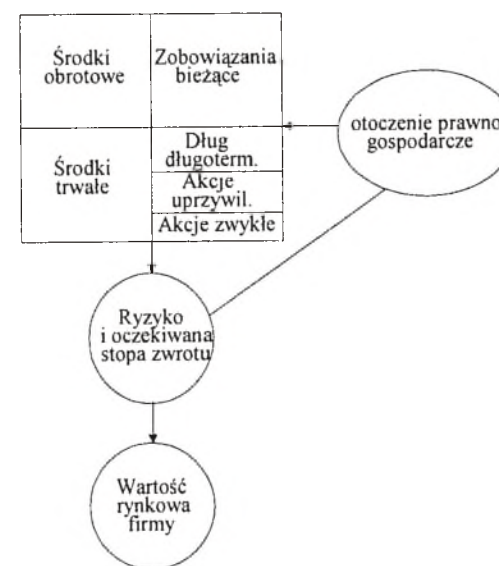 Środki
obrotowe
Zobowiązania
bieżące
otoczenie prawno
gospodarcze
Środki
trwałe
Dług
długoterm.
Akcje
uprzywil.
Akcje zwykłe
Ryzyko
i oczekiwana
stopa zwrotu
Wartość
rynkowa
firmy